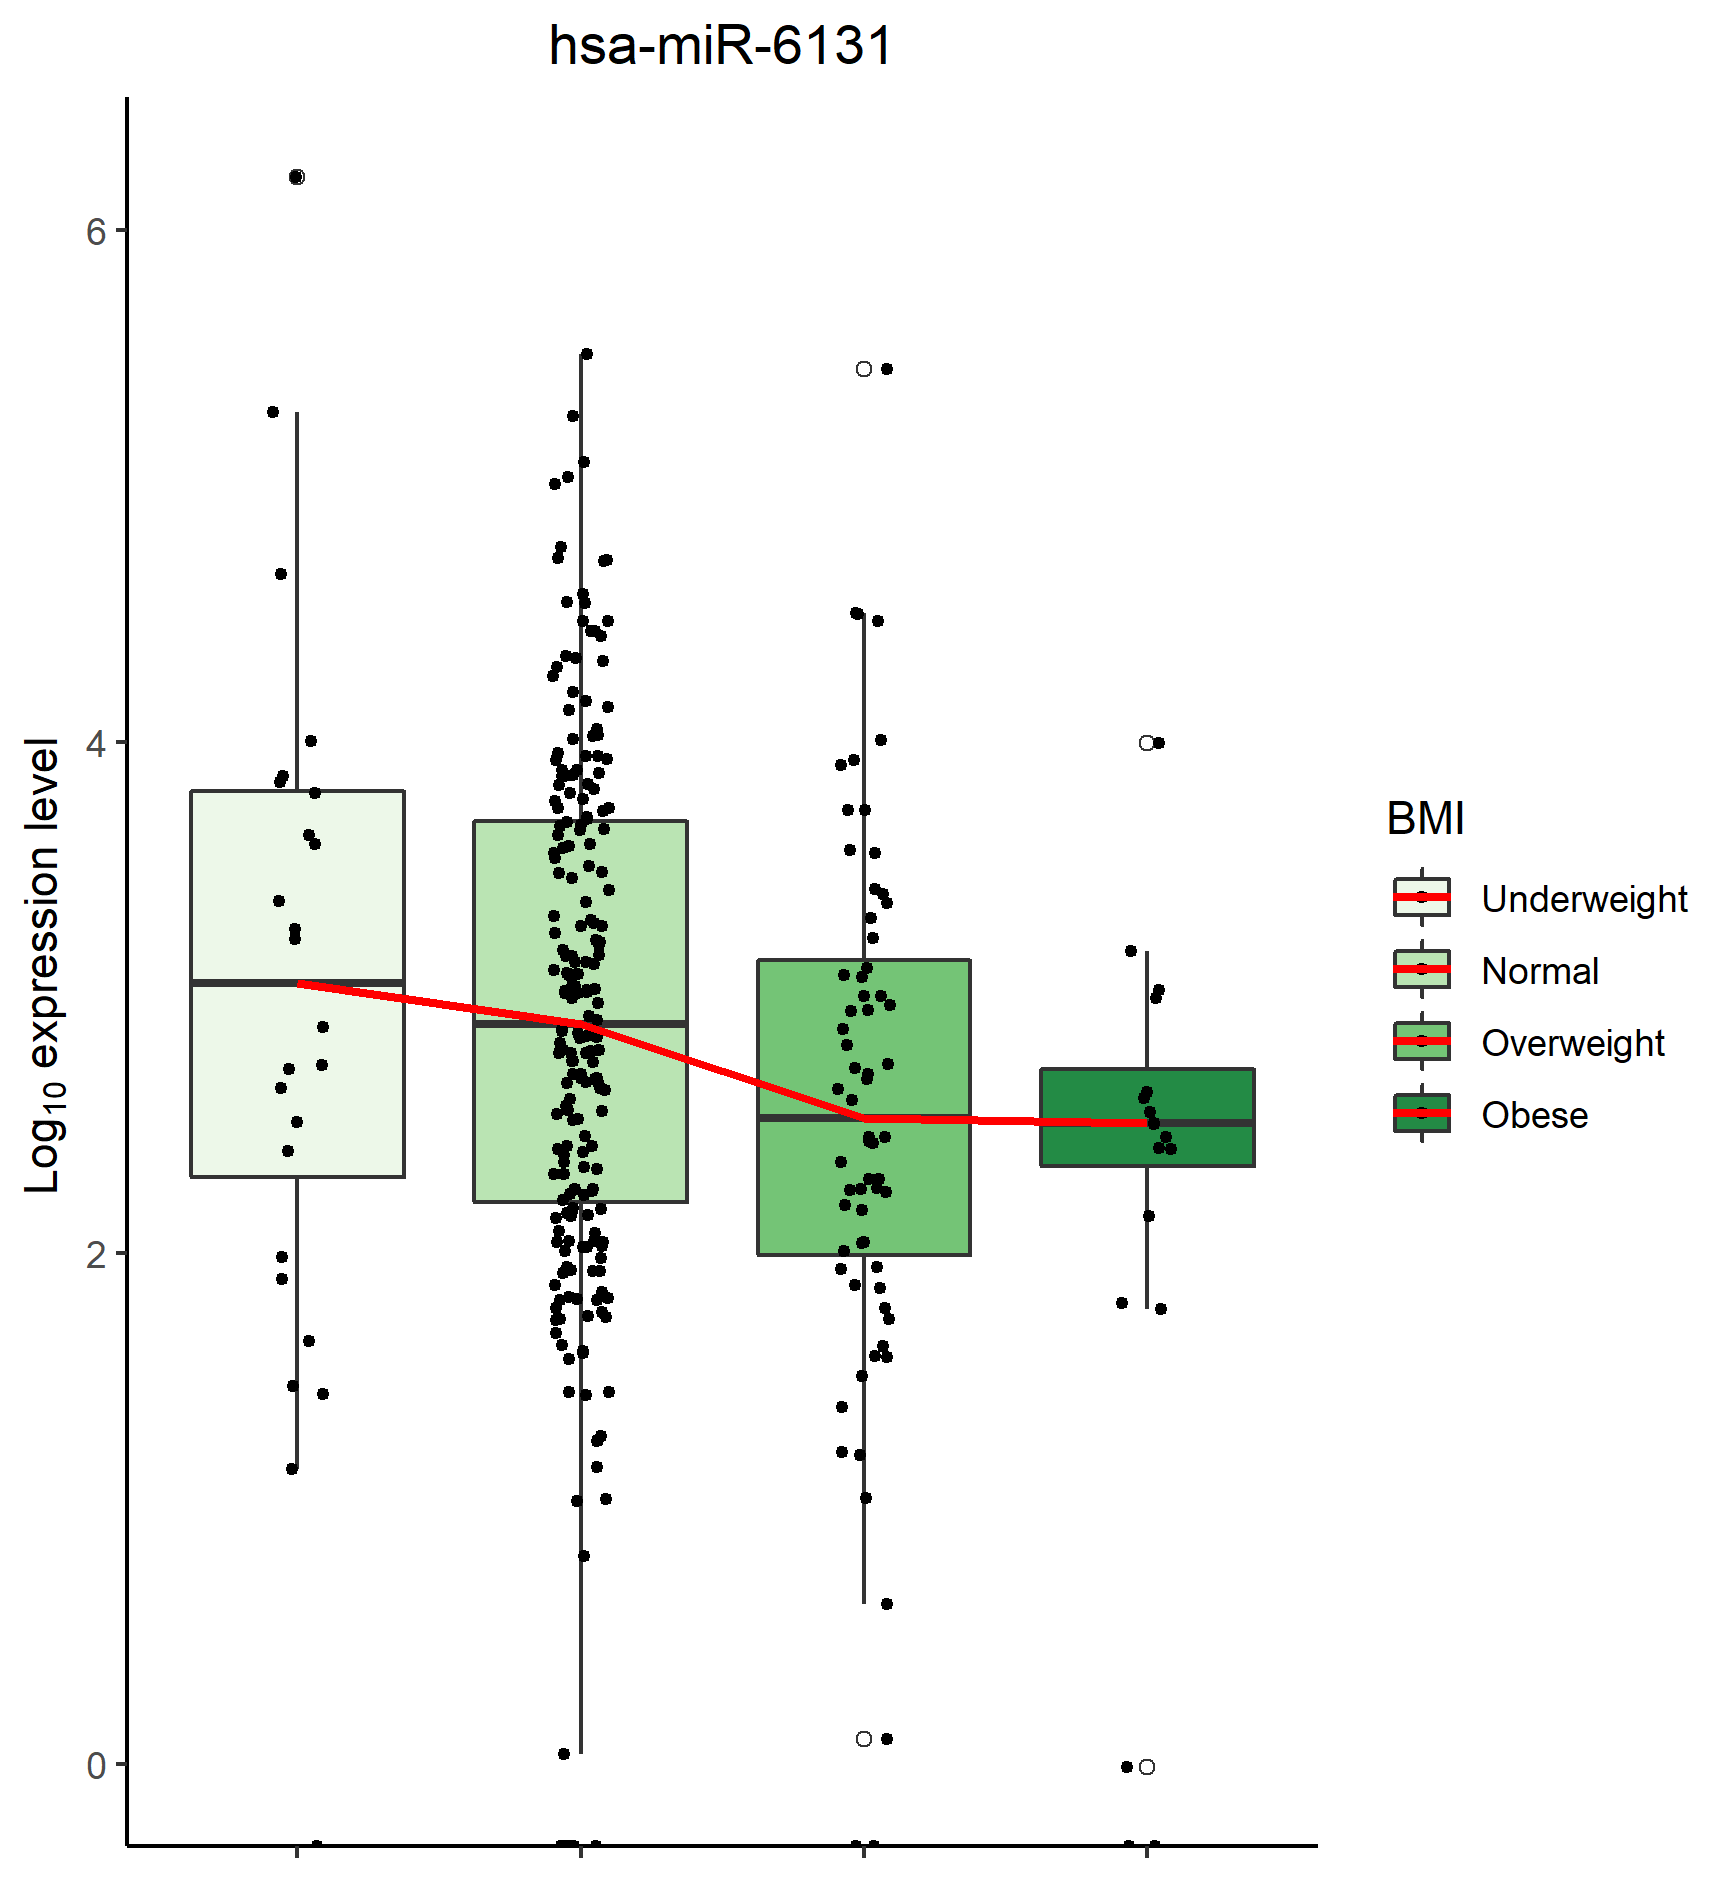 hsa-miR-6131
Log₁₀ expression level
6
4
2
0
BMI
Underweight
Normal
Overweight
Obese